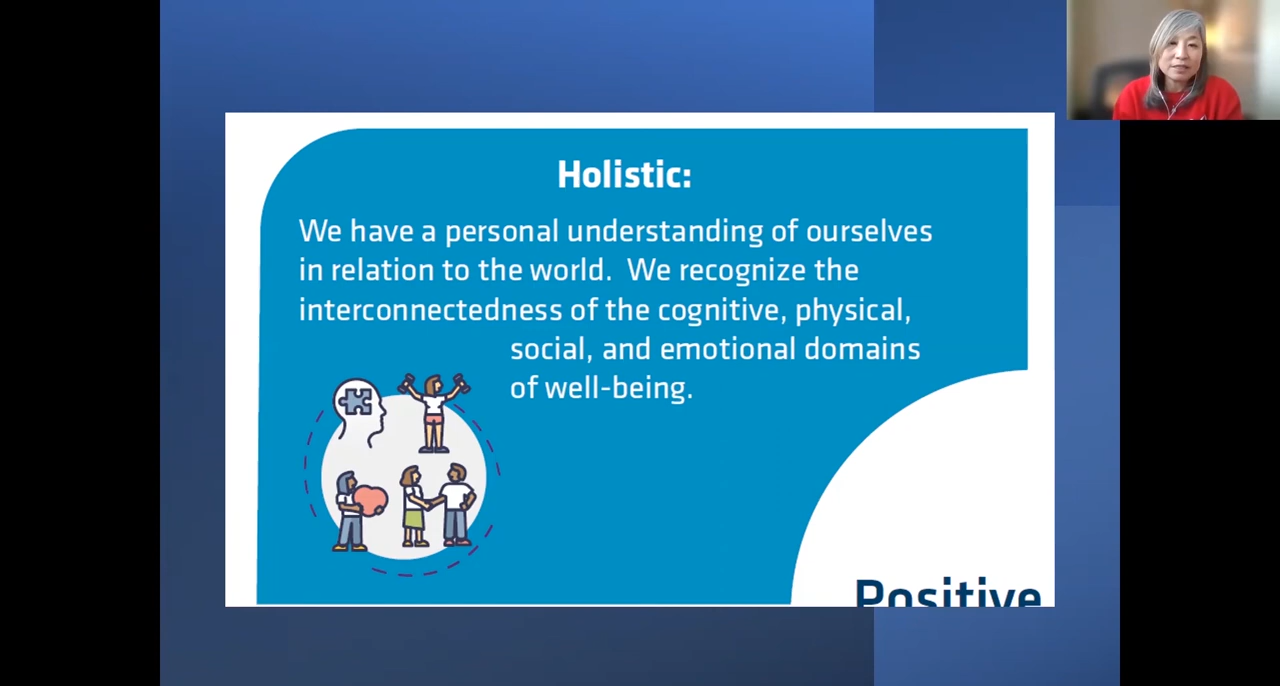 Holistic:
We have a personal understanding of ourselves
in relation to the world.  We recognize the
interconnectedness of the cognitive, physical,
social, and emotional domains
of well-being.
Positive